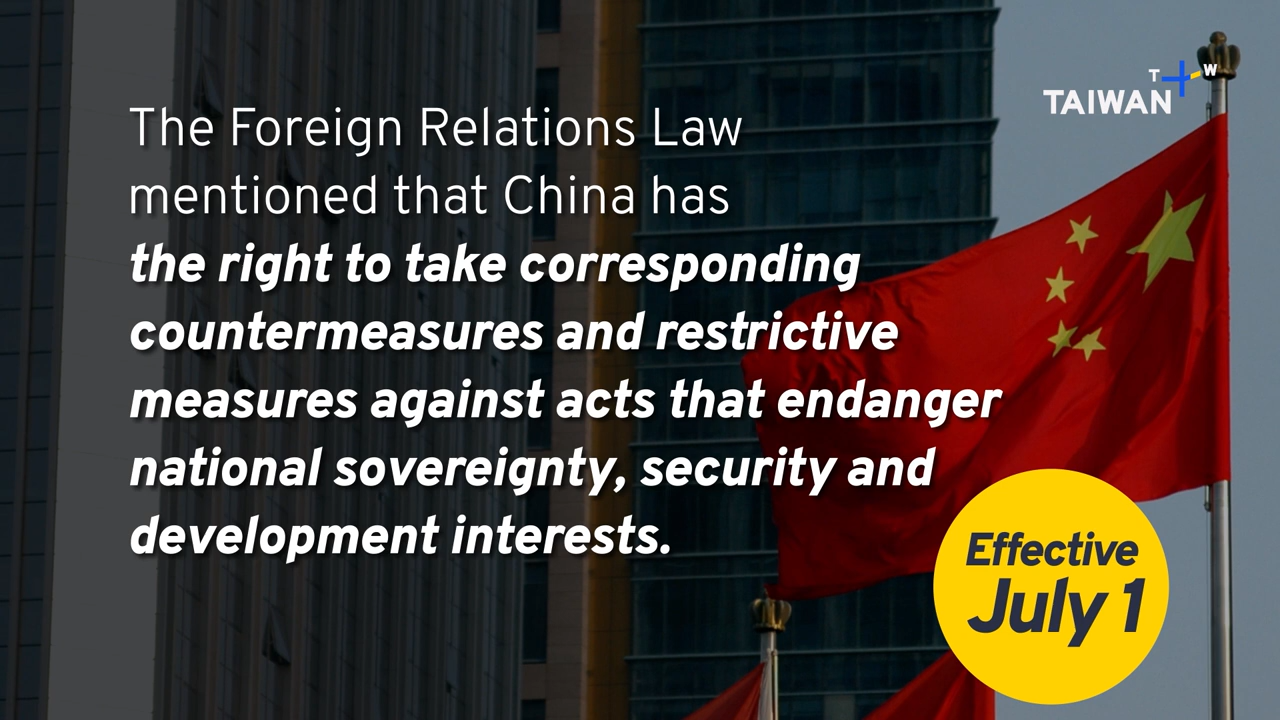 T W
TAIWAN
The Foreign Relations Law
mentioned that China has
the right to take corresponding
countermeasures and restrictive
measures against acts that endanger
national sovereignty, security and
development interests.
Effective
July 1